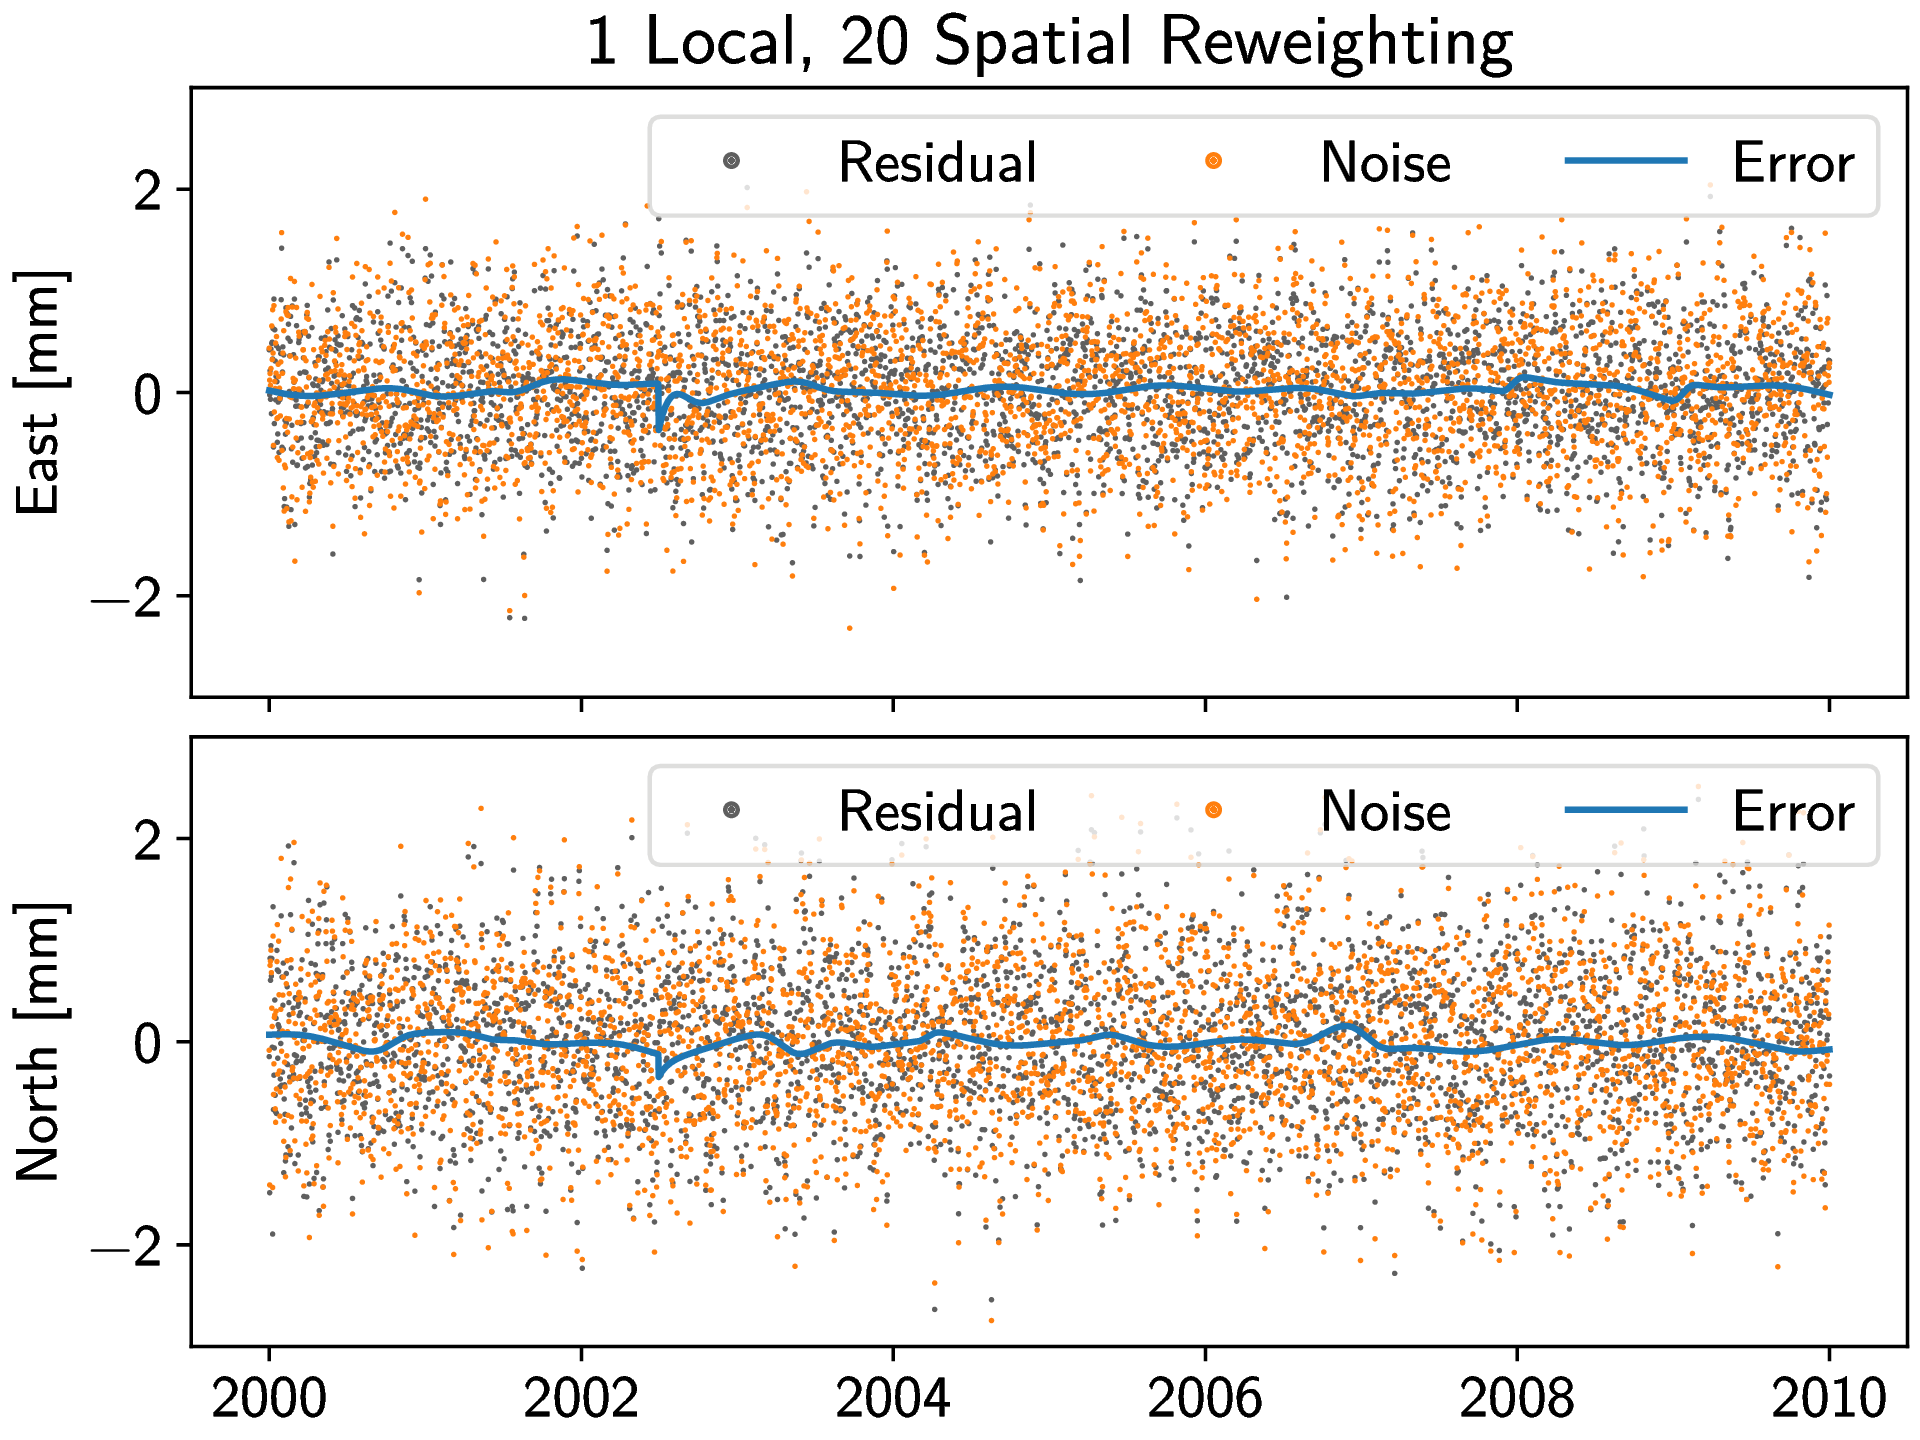 1 Local, 20 Spatial Reweighting
Residual
Noise
Error
2
0
−2
East [mm]
Residual
Noise
Error
2
0
−2
North [mm]
2000
2002
2004
2006
2008
2010